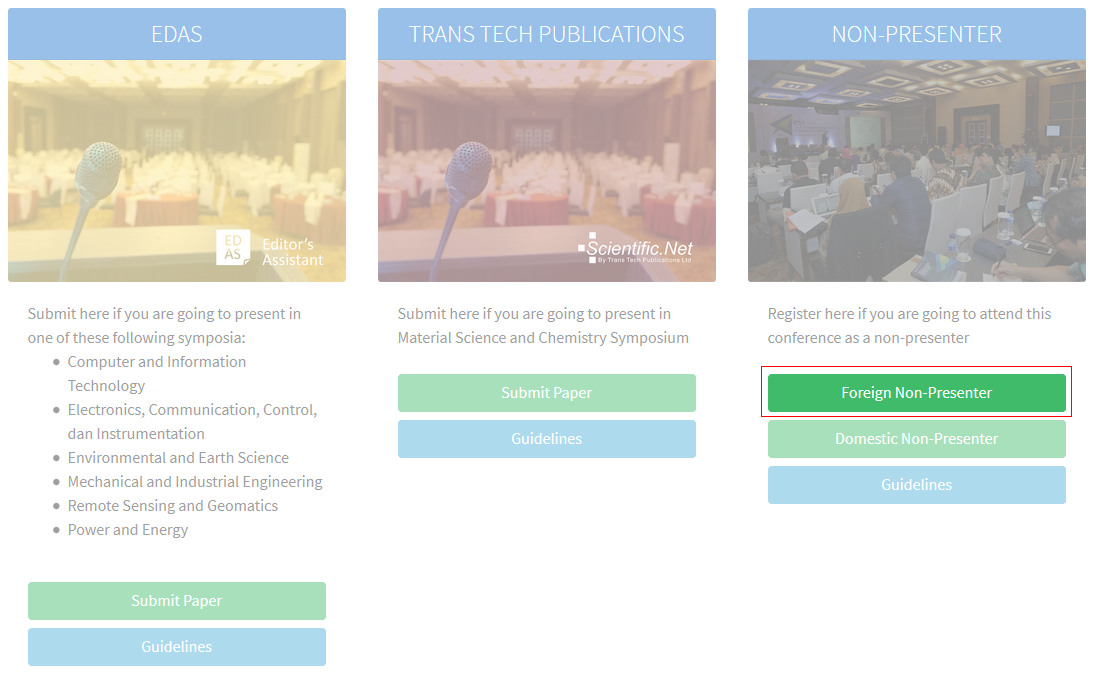 EDAS
ED
AS
Editor's
Assistant
Submit here if you are going to present in
one of these following symposia:
Computer and Information
Technology
Electronics, Communication, Control,
dan Instrumentation
Environmental and Earth Science
Mechanical and Industrial Engineering
Remote Sensing and Geomatics
Power and Energy
Submit Paper
Guidelines
TRANS TECH PUBLICATIONS
Scientific.Net
By Trans Tech Publications Ltd
Submit here if you are going to present in
Material Science and Chemistry Symposium
Submit Paper
Guidelines
NON-PRESENTER
Register here if you are going to attend this
conference as a non-presenter
Foreign Non-Presenter
Domestic Non-Presenter
Guidelines